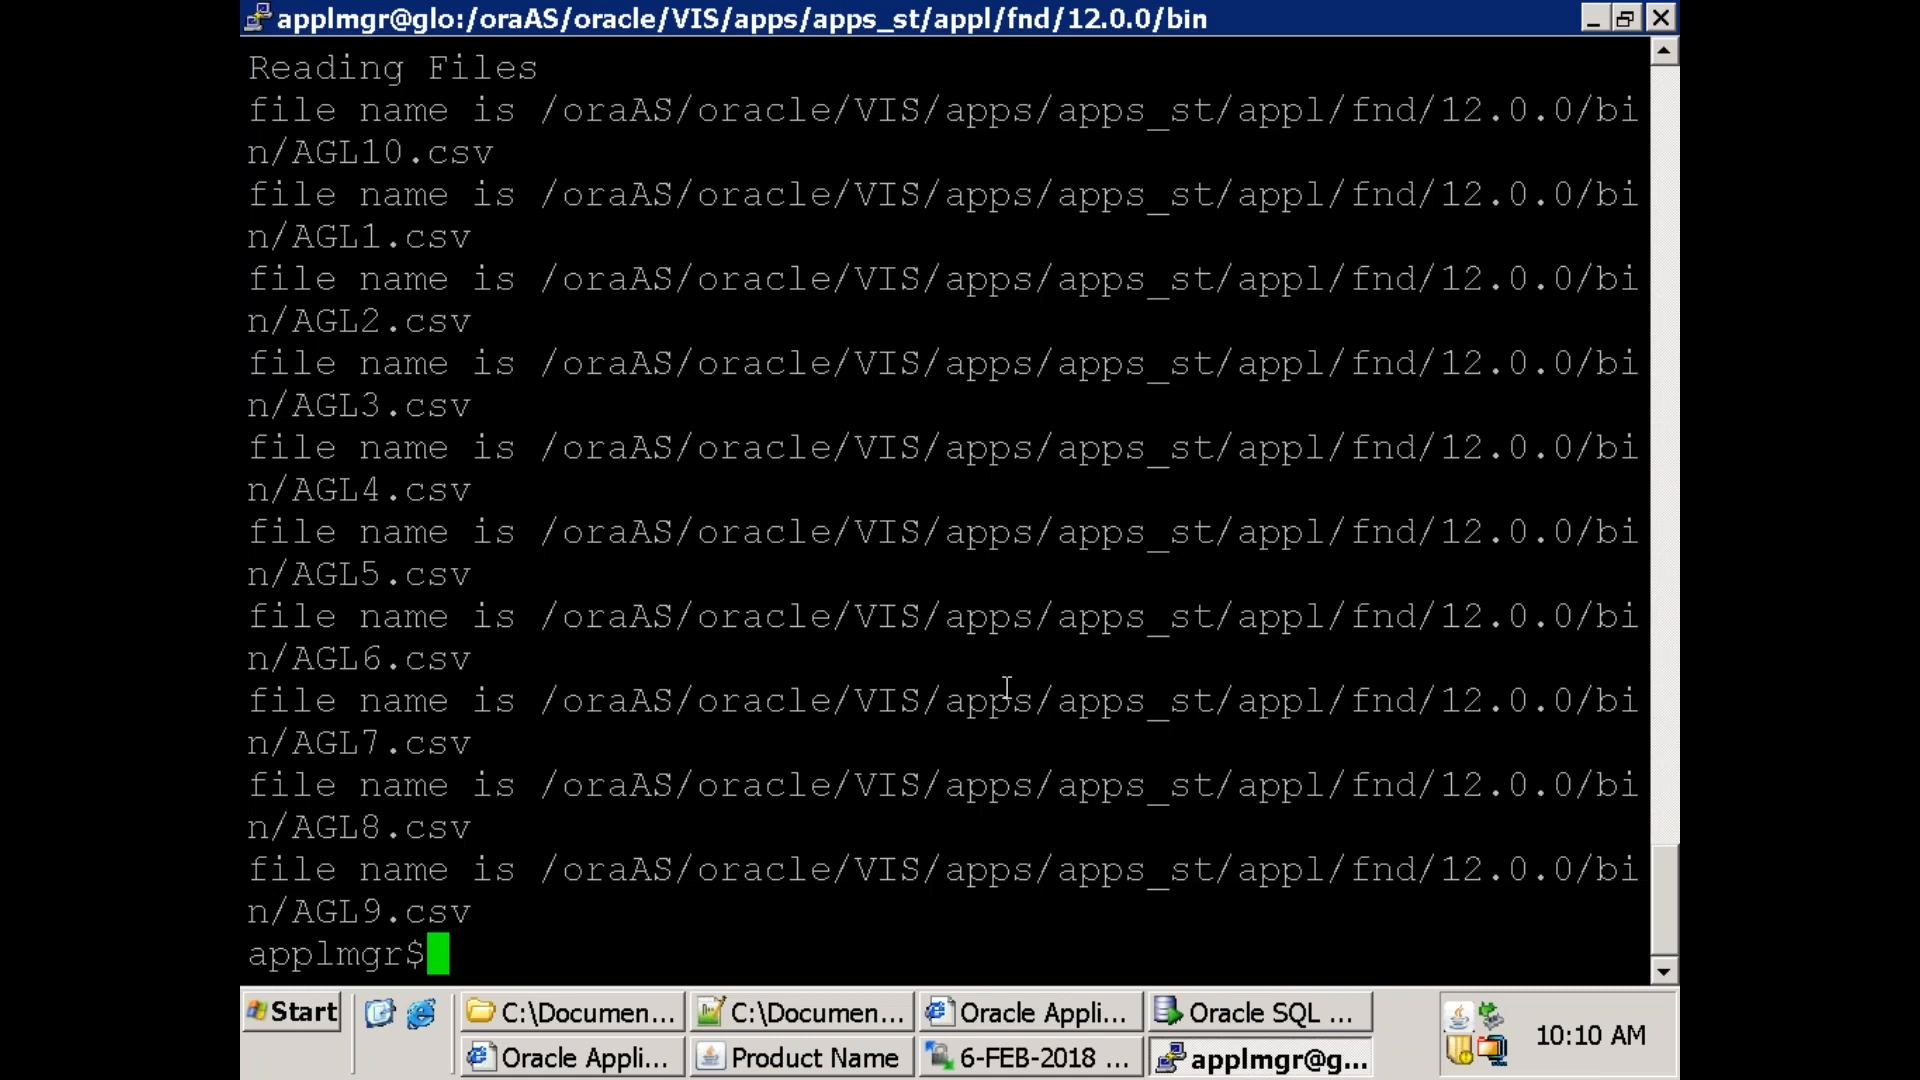 applmgr@glo:/oraAS/oracle/VIS/apps/apps_st/appl/fnd/12.0.0/bin
Reading Files
file name is /oraAS/oracle/VIS/apps/apps_st/appl/fnd/12.0.0/bi
n/AGL10.csv
file name is /oraAS/oracle/VIS/apps/apps_st/appl/fnd/12.0.0/bi
n/AGL1.csv
file name is /oraAS/oracle/VIS/apps/apps_st/appl/fnd/12.0.0/bi
n/AGL2.csv
file name is /oraAS/oracle/VIS/apps/apps_st/appl/fnd/12.0.0/bi
n/AGL3.csv
file name is /oraAS/oracle/VIS/apps/apps_st/appl/fnd/12.0.0/bi
n/AGL4.csv
file name is /oraAS/oracle/VIS/apps/apps_st/appl/fnd/12.0.0/bi
n/AGL5.csv
file name is /oraAS/oracle/VIS/apps/apps_st/appl/fnd/12.0.0/bi
n/AGL6.csv
file name is /oraAS/oracle/VIS/apps/apps_st/appl/fnd/12.0.0/bi
n/AGL7.csv
file name is /oraAS/oracle/VIS/apps/apps_st/appl/fnd/12.0.0/bi
n/AGL8.csv
file name is /oraAS/oracle/VIS/apps/apps_st/appl/fnd/12.0.0/bi
n/AGL9.csv
applmgr$
Start C:\Documen... C:\Documen... Oracle Appli... Oracle SQL ...
Oracle Appli... Product Name 6-FEB-2018 ... applmgr@g...
10:10 AM